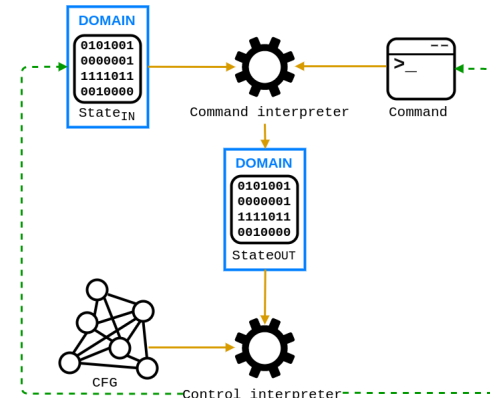 DOMAIN
0101001
0000001
1111011
0010000
StateIN
>_
Command interpreter
Command
DOMAIN
0101001
0000001
1111011
0010000
StateOUT
CFG
Control interpreter